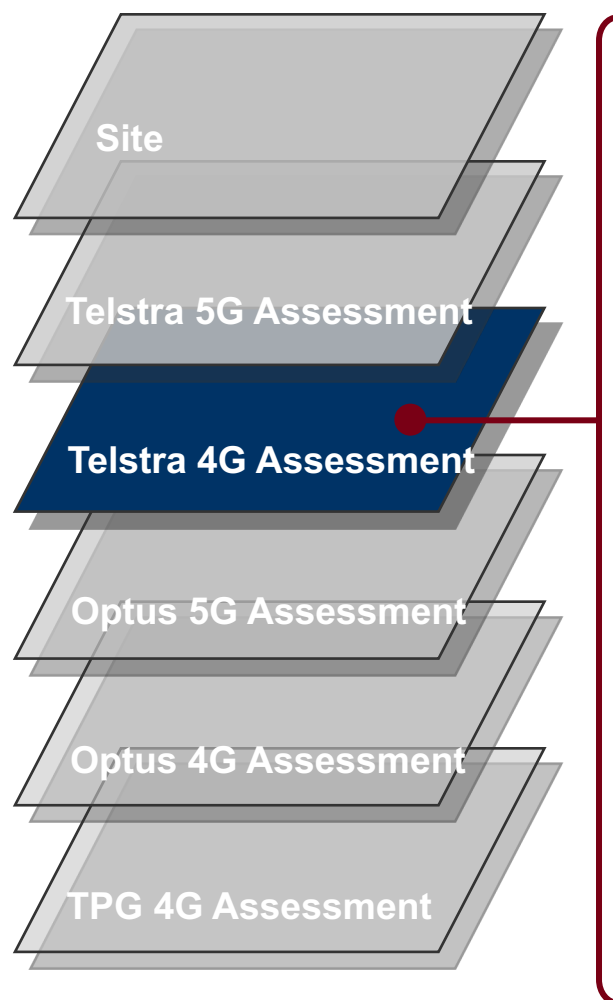 Site
Telstra 5G Assessment
Telstra 4G Assessment
Optus 5G Assessment
Optus 4G Assessment
TPG 4G Assessment